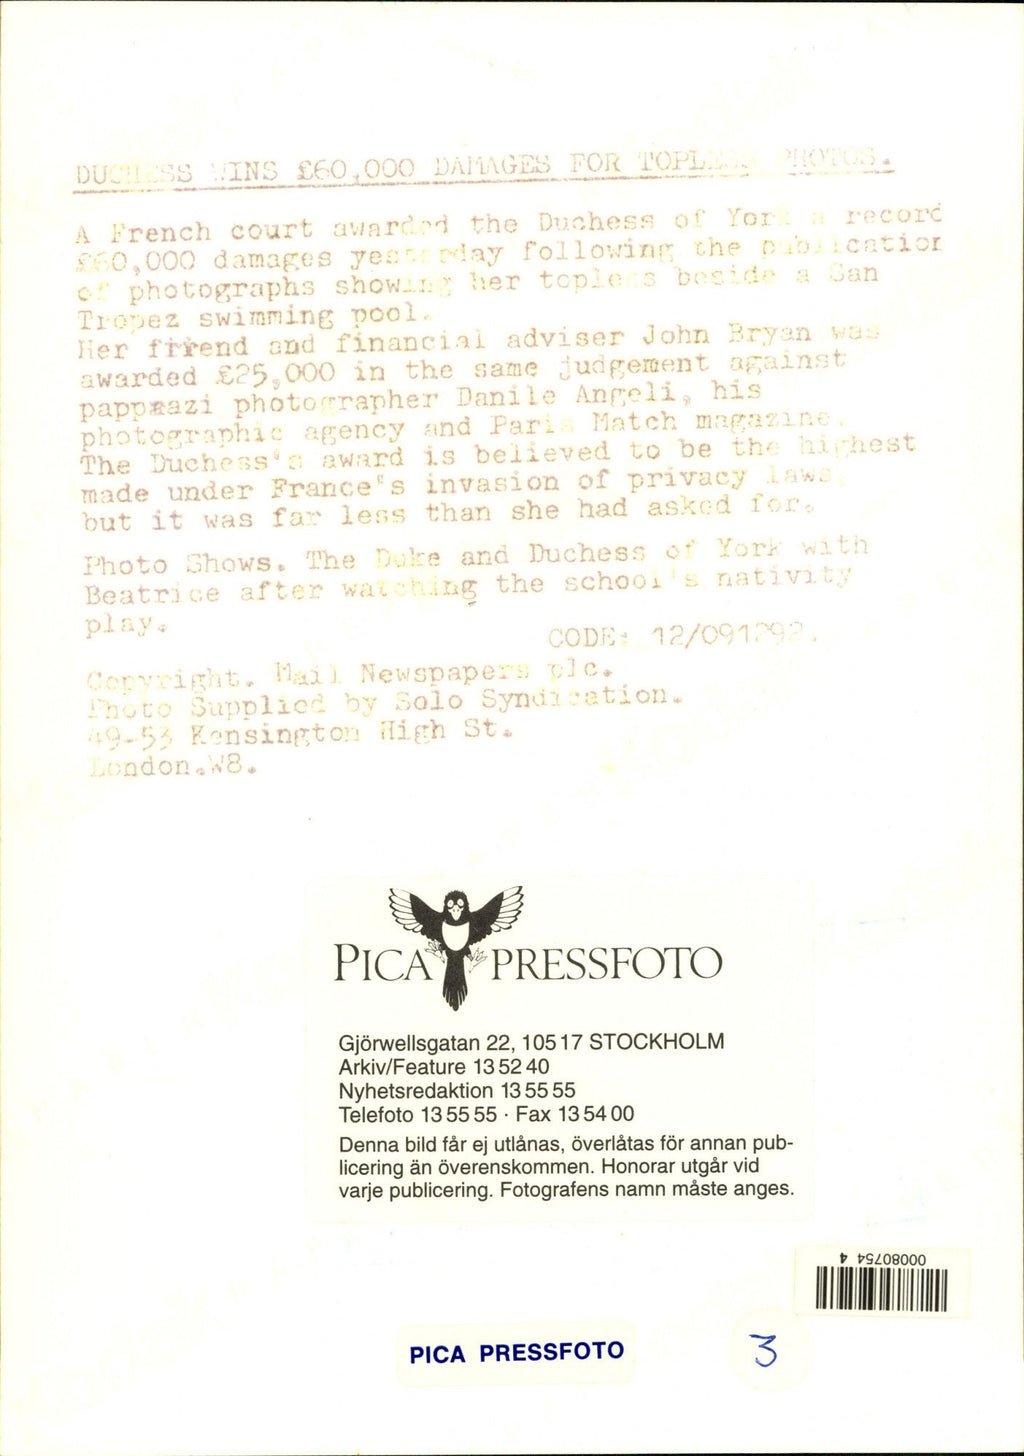 DUCHESS WINS £60,000 DAMAGES FOR TOPLESS PHOTOS.
A French court awarded the Duchess of York a record
£60,000 damages yesterday following the publication
of photographs showing her topless beside a San
Tropez swimming pool.
Her friend and financial adviser John Bryan was
awarded £25,000 in the same judgement against
pappaazi photographer Danile Angeli, his
photographic agency and Paris Match magazine.
The Duchess's award is believed to be the highest
made under France"s invasion of privacy laws,
but it was far less than she had asked for.
Photo Shows. The Duke and Duchess of York with
Beatrice after watching the school's nativity
play.
CODE: 12/091292.
Copyright. Mail Newspapers plc.
Photo Supplied by Solo Syndication.
49-53 Kensington High St.
London.W8.
PICA PRESSFOTO
Gjörwellsgatan 22, 105 17 STOCKHOLM
Arkiv/Feature 13 52 40
Nyhetsredaktion 13 55 55
Telefoto 13 55 55 · Fax 13 54 00
Denna bild får ej utlånas, överlåtas för annan pub-
licering än överenskommen. Honorar utgår vid
varje publicering. Fotografens namn måste anges.
00080754 4
PICA PRESSFOTO
3